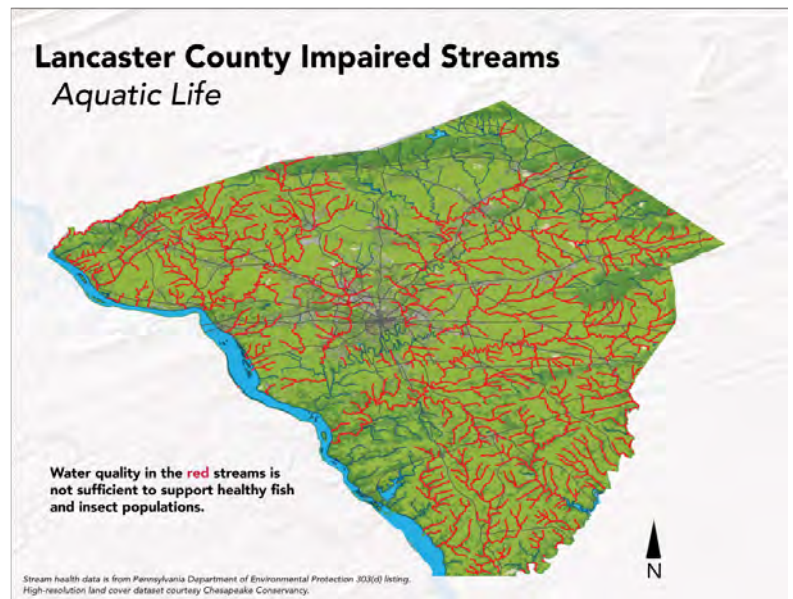 Lancaster County Impaired Streams
Aquatic Life
Water quality in the red streams is
not sufficient to support healthy fish
and insect populations.
N
Stream health data is from Pennsylvania Department of Environmental Protection 303(d) listing.
High-resolution land cover dataset courtesy Chesapeake Conservancy.